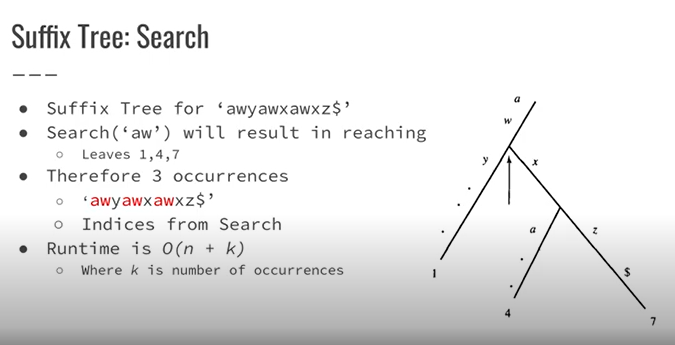 Suffix Tree: Search
---
● Suffix Tree for ‘awyawxawxz$’
● Search(‘aw’) will result in reaching
○ Leaves 1,4,7
● Therefore 3 occurrences
○ ‘awyawxawxz$’
○ Indices from Search
● Runtime is O(n + k)
○ Where k is number of occurrences
a
w
y
x
a
z
1
$
4
7